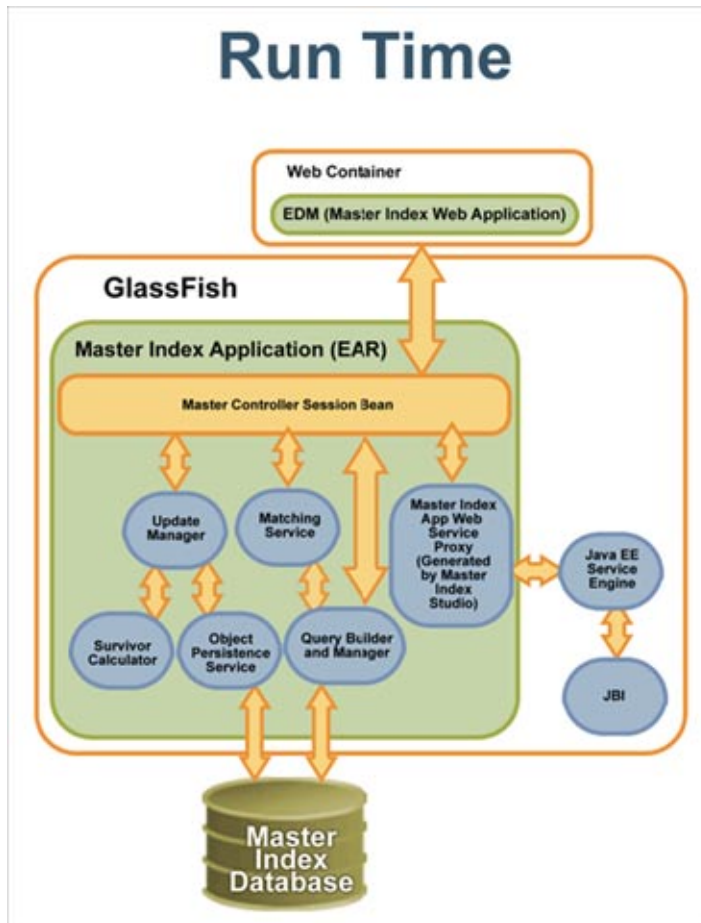 Run Time
Web Container
EDM (Master Index Web Application)
GlassFish
Master Index Application (EAR)
Master Controller Session Bean
Update
Manager
Matching
Service
Master Index
App Web
Service
Proxy
(Generated
by Master
Index
Studio)
Java EE
Service
Engine
Survivor
Calculator
Object
Persistence
Service
Query Builder
and Manager
JBI
Master
Index
Database